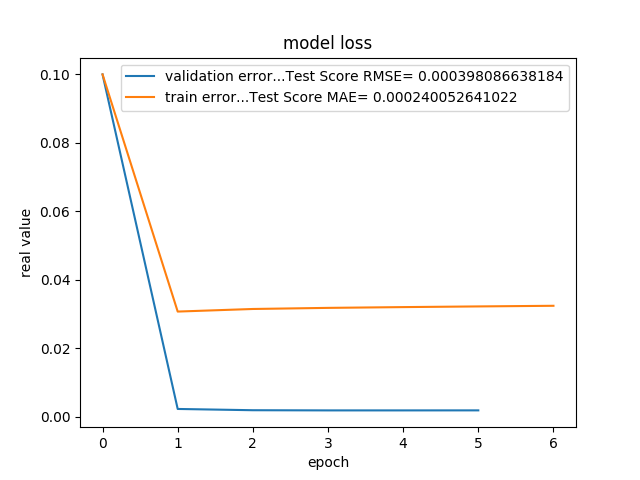 model loss
validation error...Test Score RMSE= 0.000398086638184
train error...Test Score MAE= 0.000240052641022
0.10
0.08
0.06
0.04
0.02
0.00
real value
0 1 2 3 4 5 6
epoch